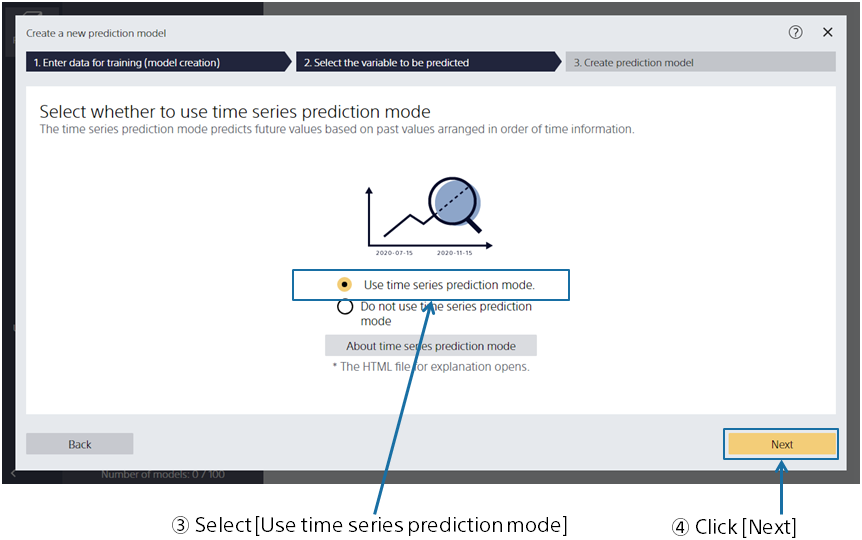 Create a new prediction model
1. Enter data for training (model creation)
2. Select the variable to be predicted
3. Create prediction model
Select whether to use time series prediction mode
The time series prediction mode predicts future values based on past values arranged in order of time information.
2020-07-15
2020-11-15
Use time series prediction mode.
Do not use time series prediction
mode
About time series prediction mode
* The HTML file for explanation opens.
Back
Next
Number of models: 0 / 100
③ Select [Use time series prediction mode]
④ Click [Next]